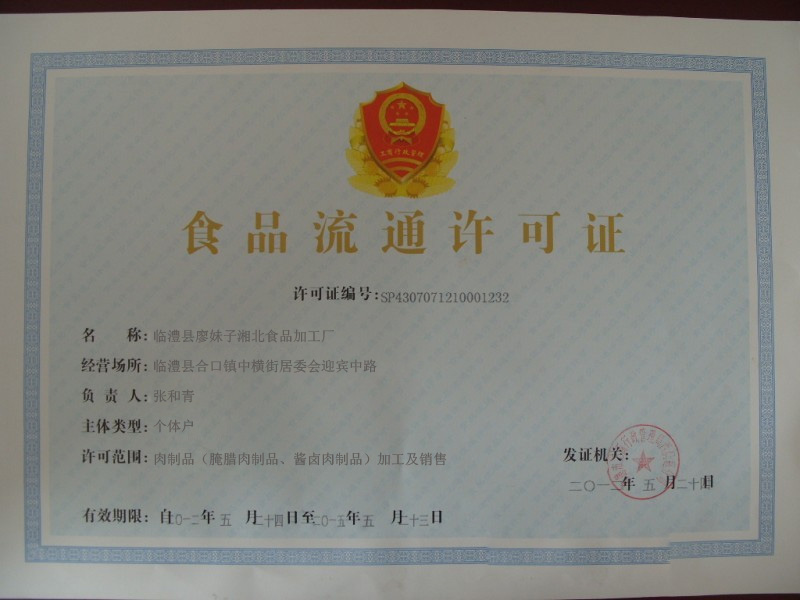 工商行政管理
食品流通许可证
许可证编号:SP4307071210001232
名 称:临澧县廖妹子湘北食品加工厂
经营场所:临澧县合口镇中横街居委会迎宾中路
负 责 人:张和青
主体类型:个体户
许可范围:肉制品（腌腊肉制品、酱卤肉制品）加工及销售
发证机关:
二〇一二年 五 月二十四日
有效期限: 自二〇一二年 五 月二十四日至二〇一五年五 月二十三日